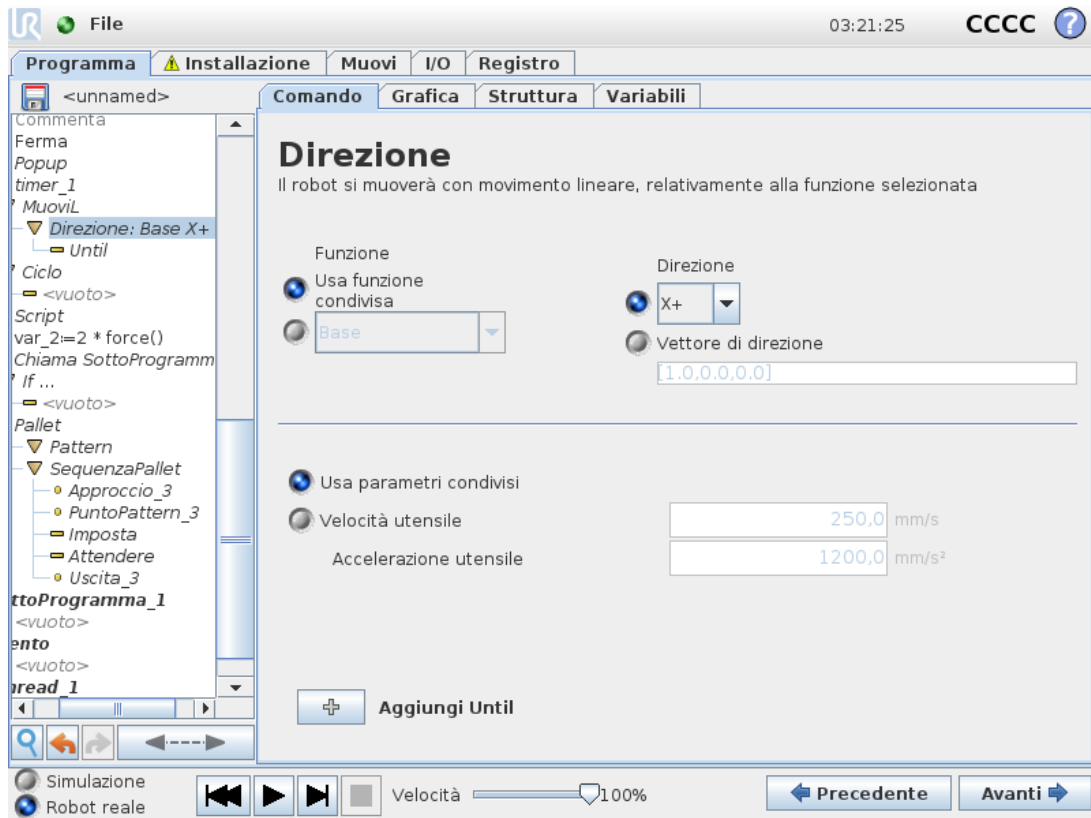 UR
File
03:21:25
CCCC
?
Programma
Installazione
Muovi
I/O
Registro
<unnamed>
Comando
Grafica
Struttura
Variabili
Commenta
Ferma
Popup
timer_1
MuoviL
Direzione: Base X+
Until
Ciclo
<vuoto>
Script
var_2:=2 * force()
Chiama SottoProgramm
If ...
<vuoto>
Pallet
Pattern
SequenzaPallet
Approccio_3
PuntoPattern_3
Imposta
Attendere
Uscita_3
ttoProgramma_1
<vuoto>
ento
<vuoto>
hread_1
Direzione
Il robot si muoverà con movimento lineare, relativamente alla funzione selezionata
Funzione
Usa funzione
condivisa
Base
Direzione
X+
Vettore di direzione
[1.0,0.0,0.0]
Usa parametri condivisi
Velocità utensile
250,0 mm/s
Accelerazione utensile
1200,0 mm/s²
Aggiungi Until
Simulazione
Robot reale
Velocità
100%
Precedente
Avanti